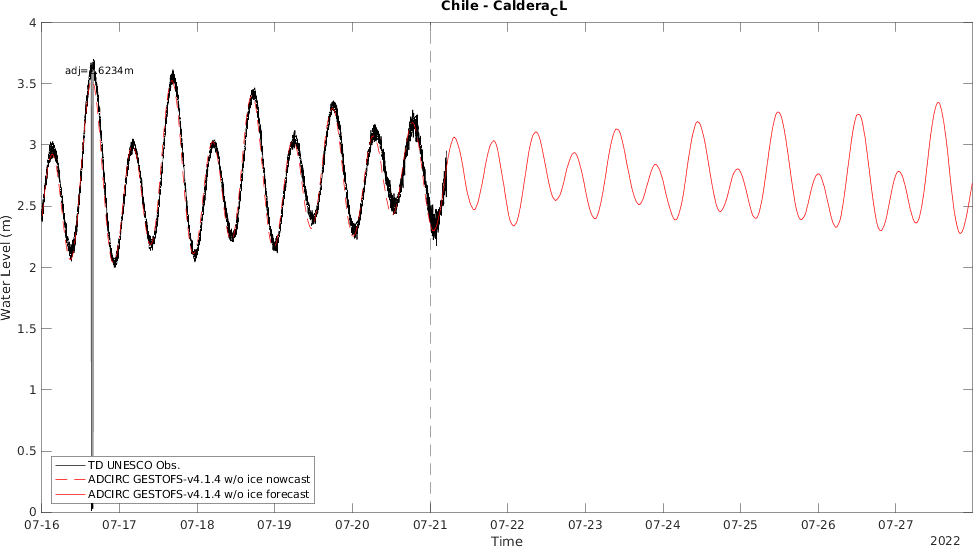 Chile - Caldera_CL
4
3.5
3
2.5
2
1.5
1
0.5
0
Water Level (m)
adj= 6234m
TD UNESCO Obs.
ADCIRC GESTOFS-v4.1.4 w/o ice nowcast
ADCIRC GESTOFS-v4.1.4 w/o ice forecast
07-16 07-17 07-18 07-19 07-20 07-21 07-22 07-23 07-24 07-25 07-26 07-27
Time
2022